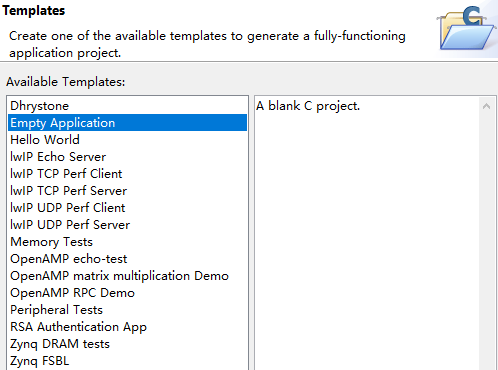 Templates
Create one of the available templates to generate a fully-functioning
application project.
Available Templates:
Dhrystone
Empty Application
Hello World
lwIP Echo Server
lwIP TCP Perf Client
lwIP TCP Perf Server
lwIP UDP Perf Client
lwIP UDP Perf Server
Memory Tests
OpenAMP echo-test
OpenAMP matrix multiplication Demo
OpenAMP RPC Demo
Peripheral Tests
RSA Authentication App
Zynq DRAM tests
Zynq FSBL
A blank C project.